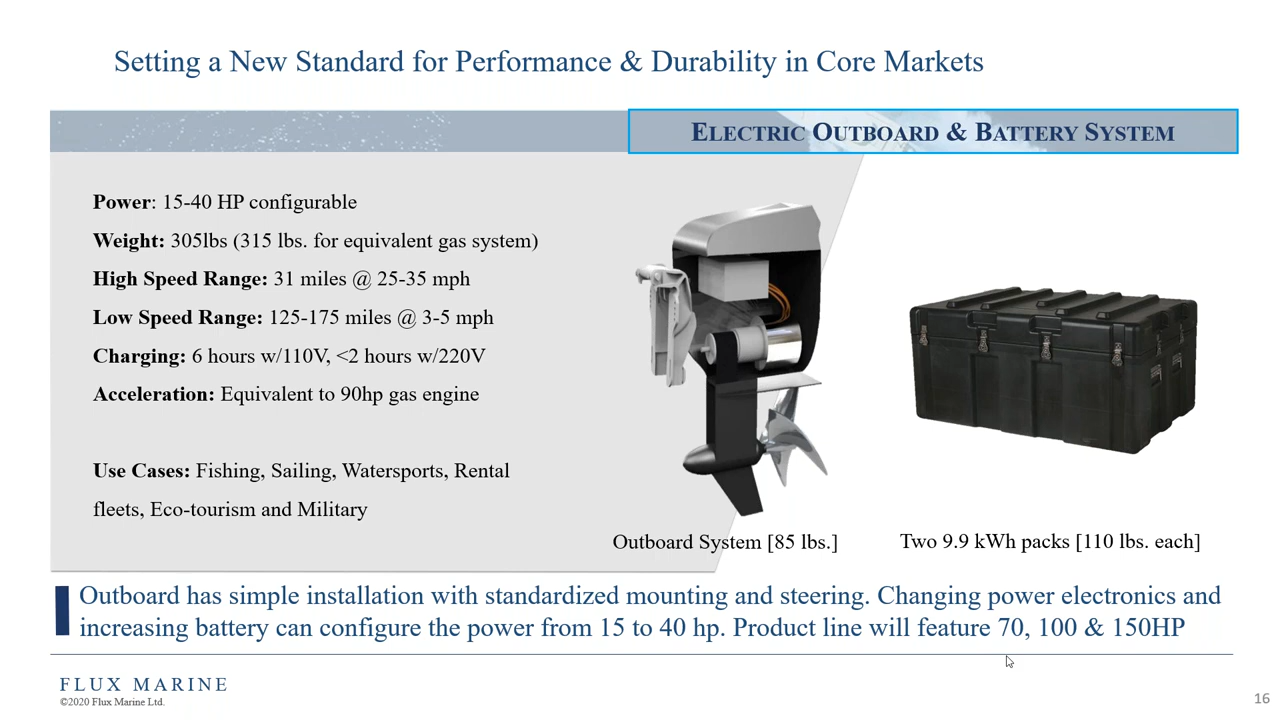 Setting a New Standard for Performance & Durability in Core Markets
ELECTRIC OUTBOARD & BATTERY SYSTEM
Power: 15-40 HP configurable
Weight: 305lbs (315 lbs. for equivalent gas system)
High Speed Range: 31 miles @ 25-35 mph
Low Speed Range: 125-175 miles @ 3-5 mph
Charging: 6 hours w/110V, <2 hours w/220V
Acceleration: Equivalent to 90hp gas engine
Use Cases: Fishing, Sailing, Watersports, Rental
fleets, Eco-tourism and Military
Outboard System [85 lbs.]
Two 9.9 kWh packs [110 lbs. each]
Outboard has simple installation with standardized mounting and steering. Changing power electronics and
increasing battery can configure the power from 15 to 40 hp. Product line will feature 70, 100 & 150HP
FLUX MARINE
©2020 Flux Marine Ltd.
16